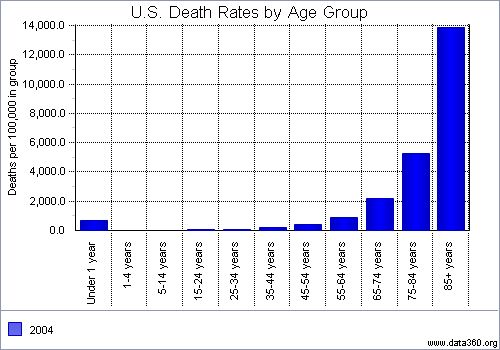 U.S. Death Rates by Age Group
Deaths per 100,000 in group
14,000.0
12,000.0
10,000.0
8,000.0
6,000.0
4,000.0
2,000.0
0.0
Under 1 year
1-4 years
5-14 years
15-24 years
25-34 years
35-44 years
45-54 years
55-64 years
65-74 years
75-84 years
85+ years
2004
www.data360.org